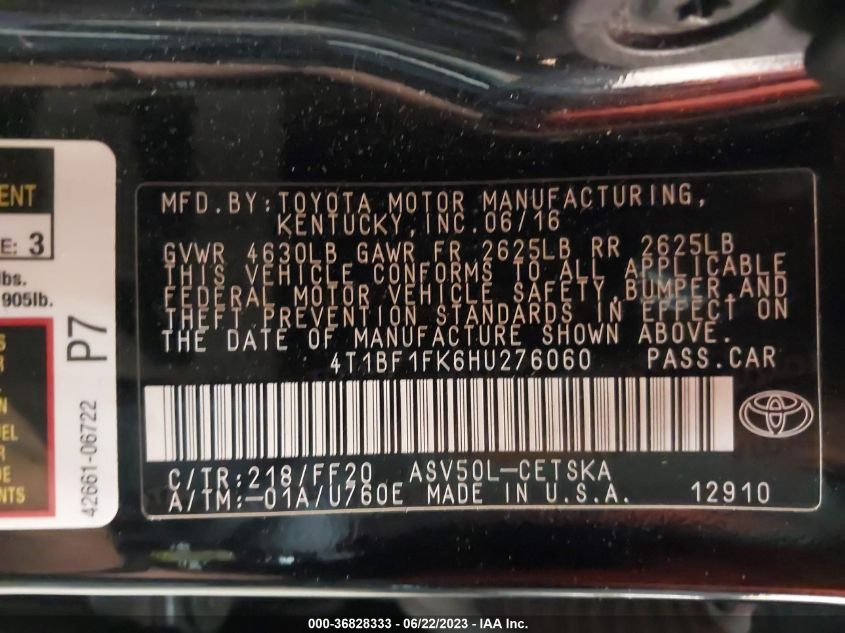 ENT
E: 3
lbs.
905lb.
S
R
L
N
UEL
R
DE
NTS
P7
42661-06722
MFD.BY:TOYOTA MOTOR MANUFACTURING,
KENTUCKY,INC.06/16
GVWR 4630LB GAWR FR 2625LB RR 2625LB
THIS VEHICLE CONFORMS TO ALL APPLICABLE
FEDERAL MOTOR VEHICLE SAFETY,BUMPER,AND
THEFT PREVENTION STANDARDS IN EFFECT ON
THE DATE OF MANUFACTURE SHOWN ABOVE.
4T1BF1FK6HU276060 PASS.CAR
C/TR:218/FF20 ASV50L-CETSKA
A/TM:-01A/U760E MADE IN U.S.A. 12910
000-36828333 - 06/22/2023 - IAA Inc.